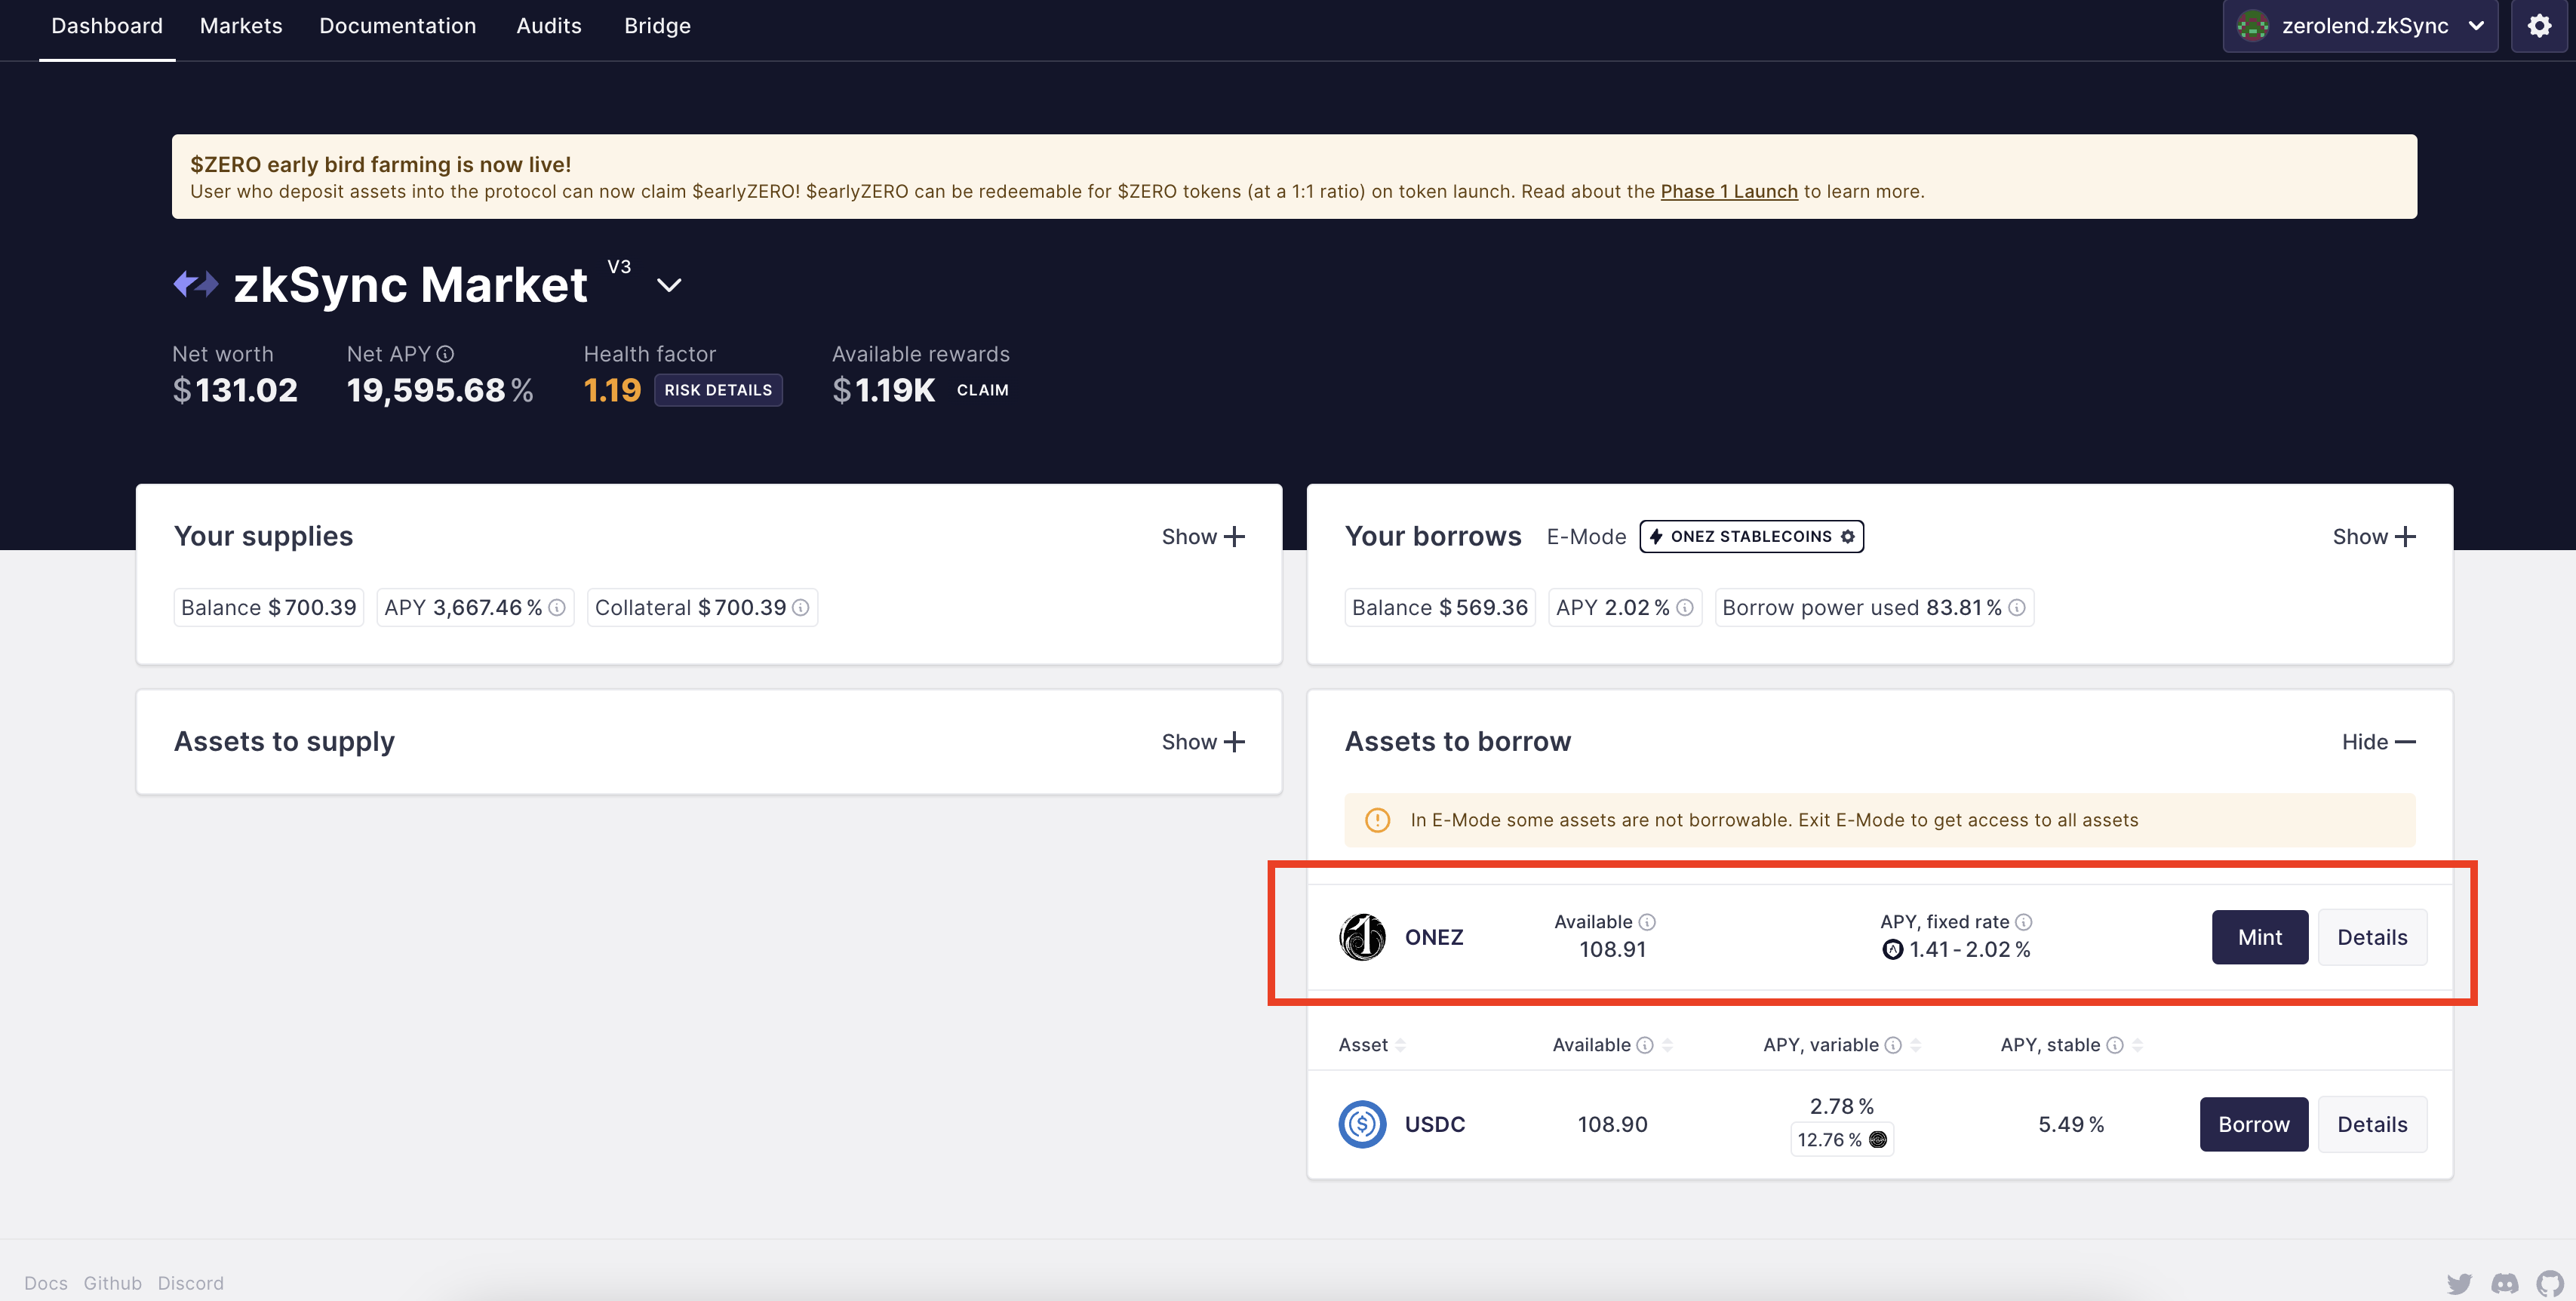 Dashboard Markets Documentation Audits Bridge zerolend.zkSync
$ZERO early bird farming is now live!
User who deposit assets into the protocol can now claim $earlyZERO! $earlyZERO can be redeemable for $ZERO tokens (at a 1:1 ratio) on token launch. Read about the Phase 1 Launch to learn more.
zkSync Market V3
Net worth Net APY Health factor Available rewards
$131.02 19,595.68% 1.19 RISK DETAILS $1.19K CLAIM
Your supplies Show
Balance $700.39 APY 3,667.46% Collateral $700.39
Your borrows E-Mode ONEZ STABLECOINS Show
Balance $569.36 APY 2.02% Borrow power used 83.81%
Assets to supply Show
Assets to borrow Hide
In E-Mode some assets are not borrowable. Exit E-Mode to get access to all assets
ONEZ Available APY, fixed rate Mint Details
108.91 1.41-2.02%
Asset Available APY, variable APY, stable
USDC 108.90 2.78% 5.49% Borrow Details
12.76%
Docs Github Discord